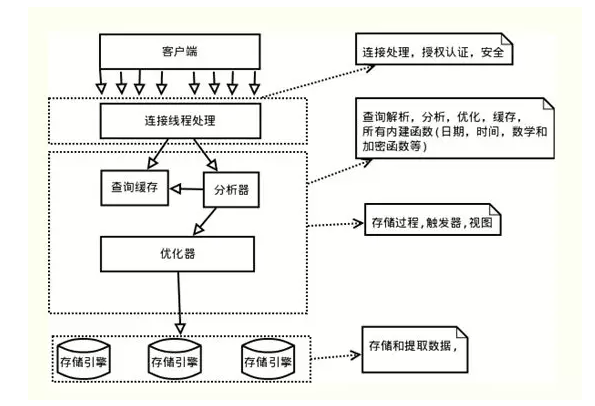 客户端
连接处理，授权认证，安全
连接线程处理
查询解析，分析，优化，缓存，
所有内建函数(日期，时间，数学和
加密函数等)
查询缓存
分析器
存储过程,触发器,视图
优化器
存储和提取数据,
存储引擎
存储引擎
存储引擎